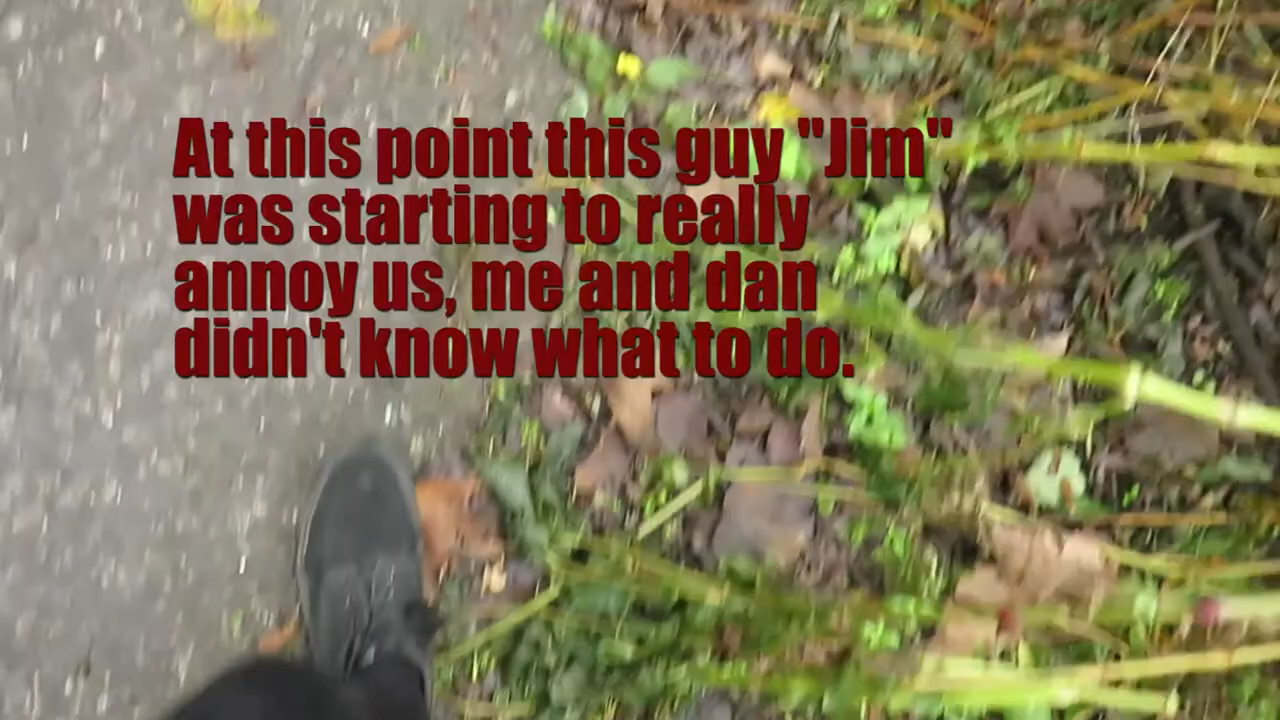 At this point this guy "Jim"
was starting to really
annoy us, me and dan
didn't know what to do.